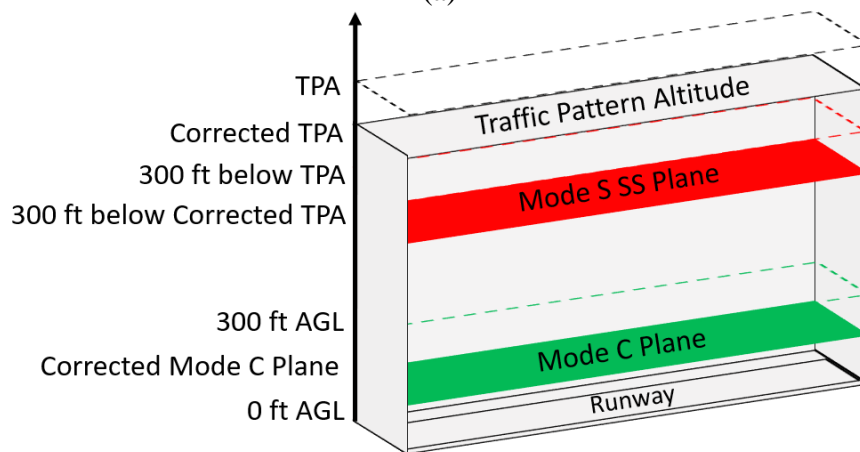 TPA
Traffic Pattern Altitude
Corrected TPA
300 ft below TPA
Mode S SS Plane
300 ft below Corrected TPA
300 ft AGL
Mode C Plane
Corrected Mode C Plane
0 ft AGL
Runway